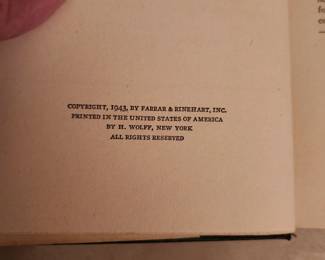 COPYRIGHT, 1943, BY FARRAR & RINEHART, INC.
PRINTED IN THE UNITED STATES OF AMERICA
BY H. WOLFF, NEW YORK
ALL RIGHTS RESERVED